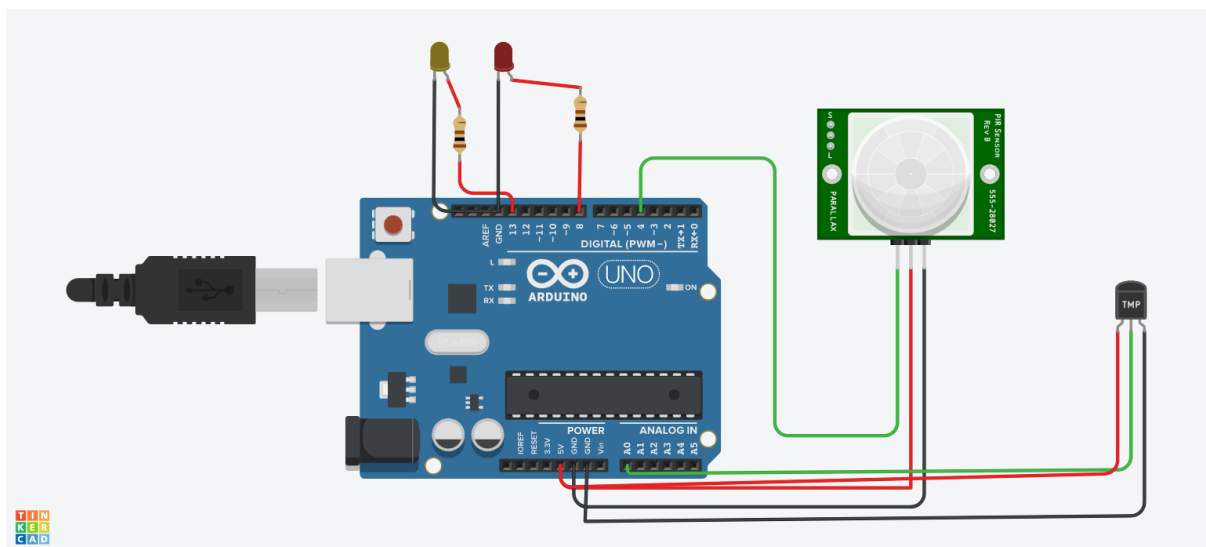 S
L
PIR SENSOR
REV B
PARALLAX
555-28027
AREF
GND
13
12
~11
~10
~9
8
7
~6
~5
4
~3
2
TX→1
RX←0
DIGITAL (PWM~)
L
TX
RX
ARDUINO
UNO
ON
TMP
POWER
ANALOG IN
IOREF
RESET
3.3V
5V
GND
GND
Vin
A0
A1
A2
A3
A4
A5
TIN
KER
CAD